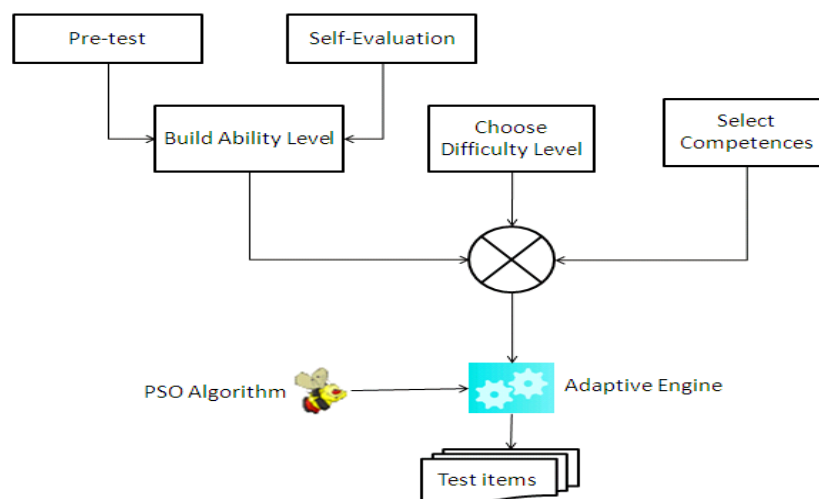 Pre-test
Self-Evaluation
Build Ability Level
Choose
Difficulty Level
Select
Competences
PSO Algorithm
Adaptive Engine
Test items